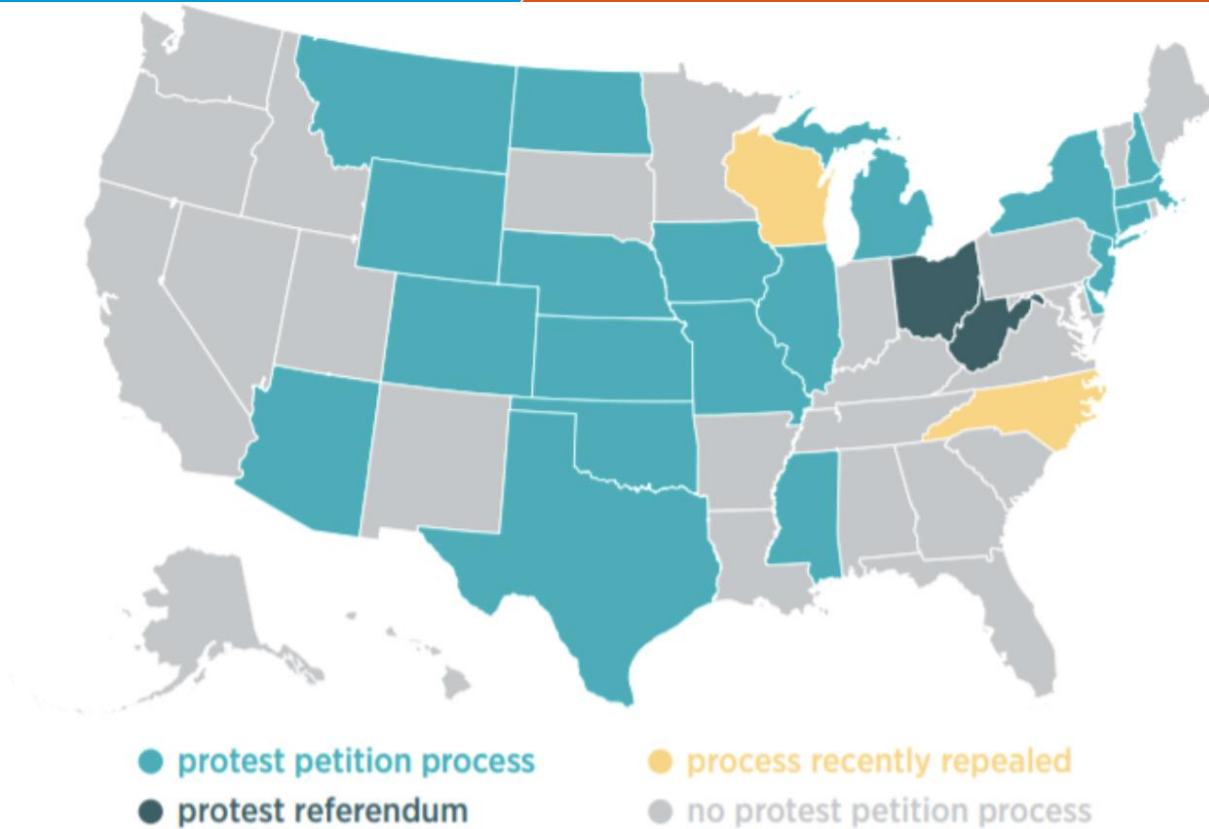 protest petition process
process recently repealed
protest referendum
no protest petition process